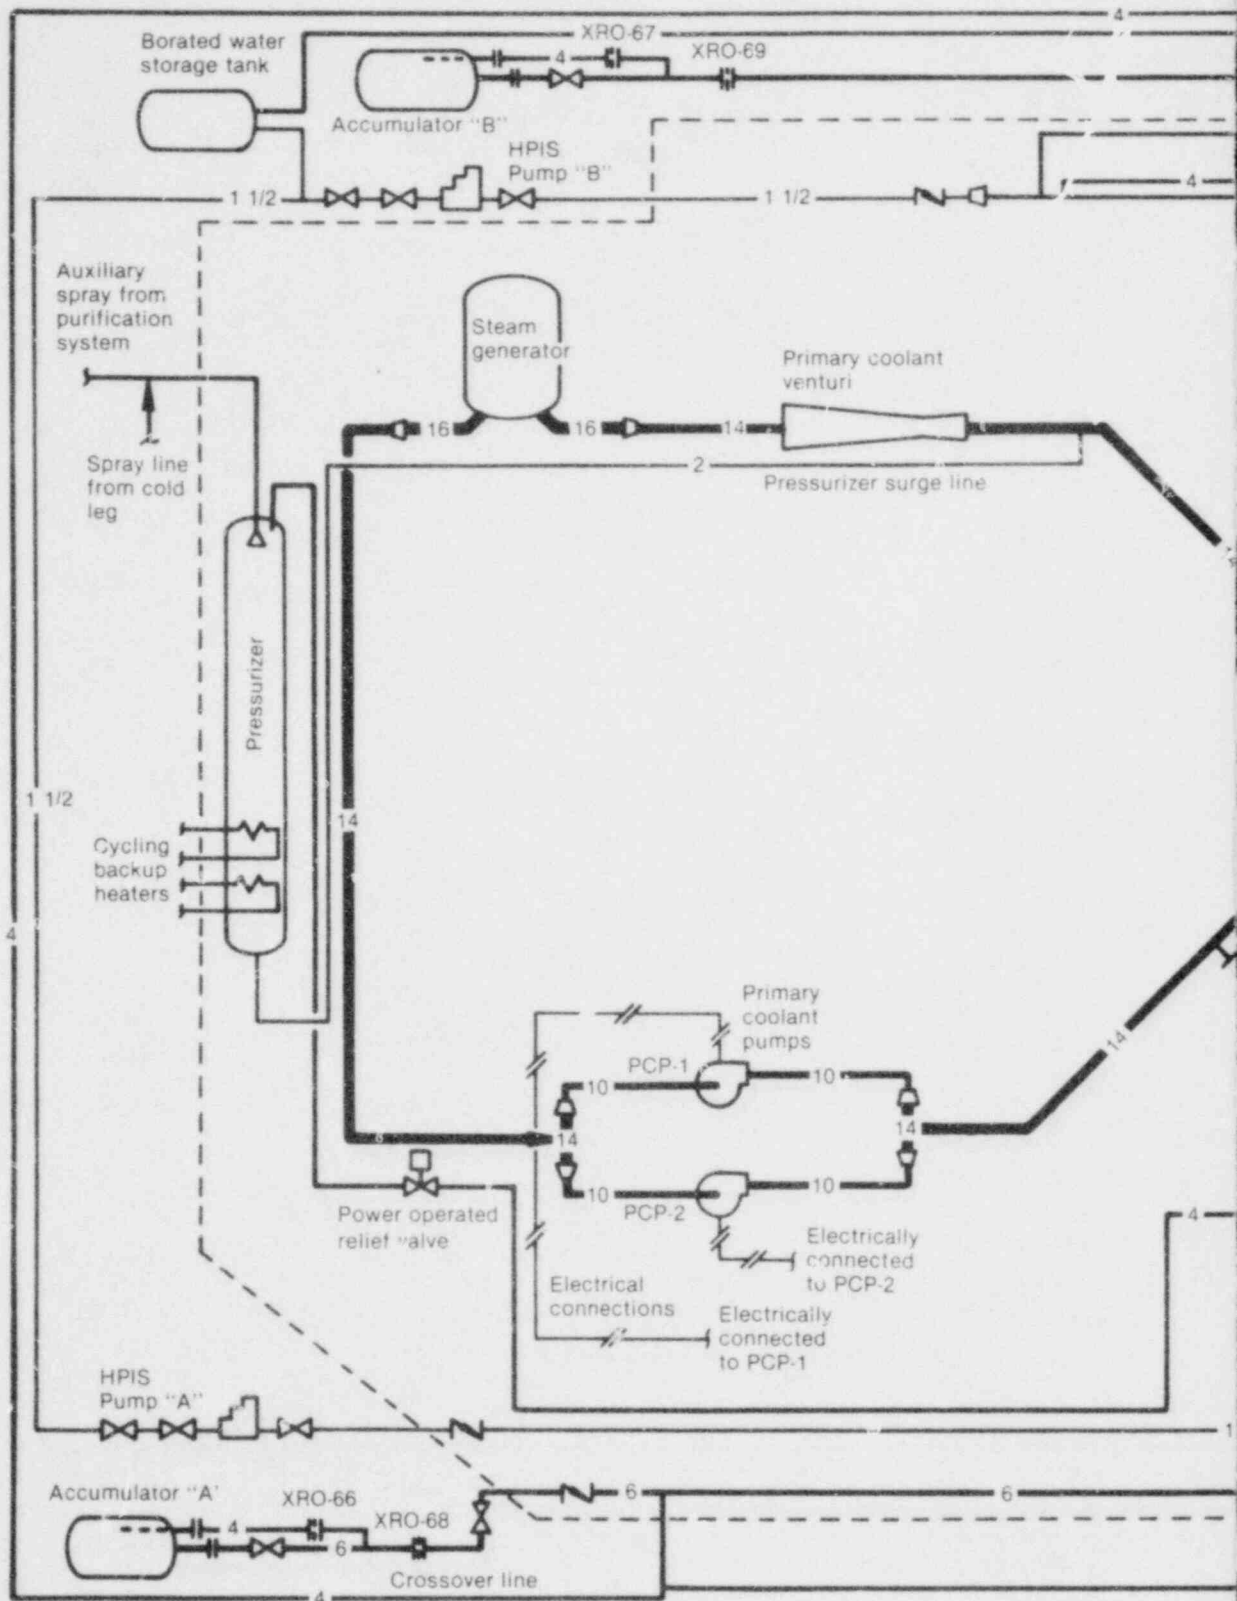 4
XRO-67
Borated water
storage tank
4
XRO-69
Accumulator "B"
HPIS
Pump "B"
1 1/2
1 1/2
4
Auxiliary
spray from
purification
system
Steam
generator
Primary coolant
venturi
16
16
14
2
Spray line
from cold
leg
Pressurizer surge line
14
Pressurizer
1 1/2
14
Cycling
backup
heaters
4
Primary
coolant
pumps
14
PCP-1
10
10
14
14
10
10
PCP-2
4
Power operated
relief valve
Electrically
connected
to PCP-2
Electrical
connections
Electrically
connected
to PCP-1
HPIS
Pump "A"
1
Accumulator "A'
XRO-66
6
6
4
XRO-68
6
Crossover line
4